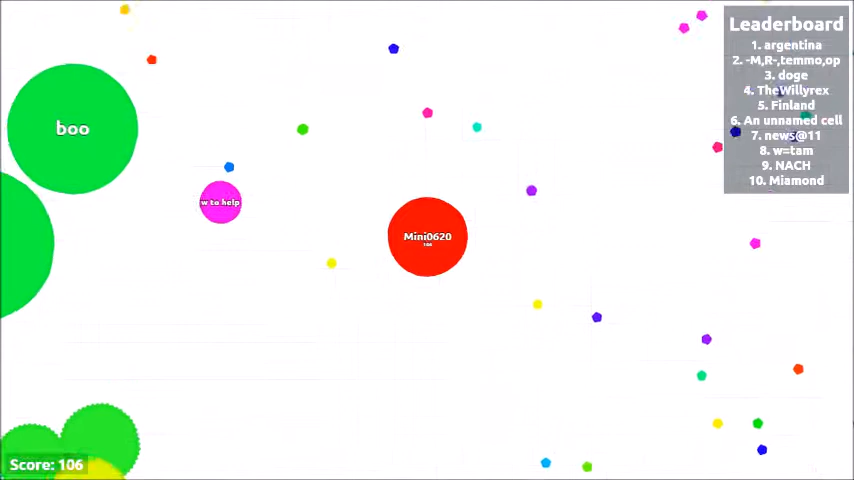 Leaderboard
1. argentina
2. -M,R-,temmo,op
3. doge
4. TheWillyrex
5. Finland
6. An unnamed cell
7. news@11
8. w=tam
9. NACH
10. Miamond
boo
w to help
Mini0620
106
Score: 106